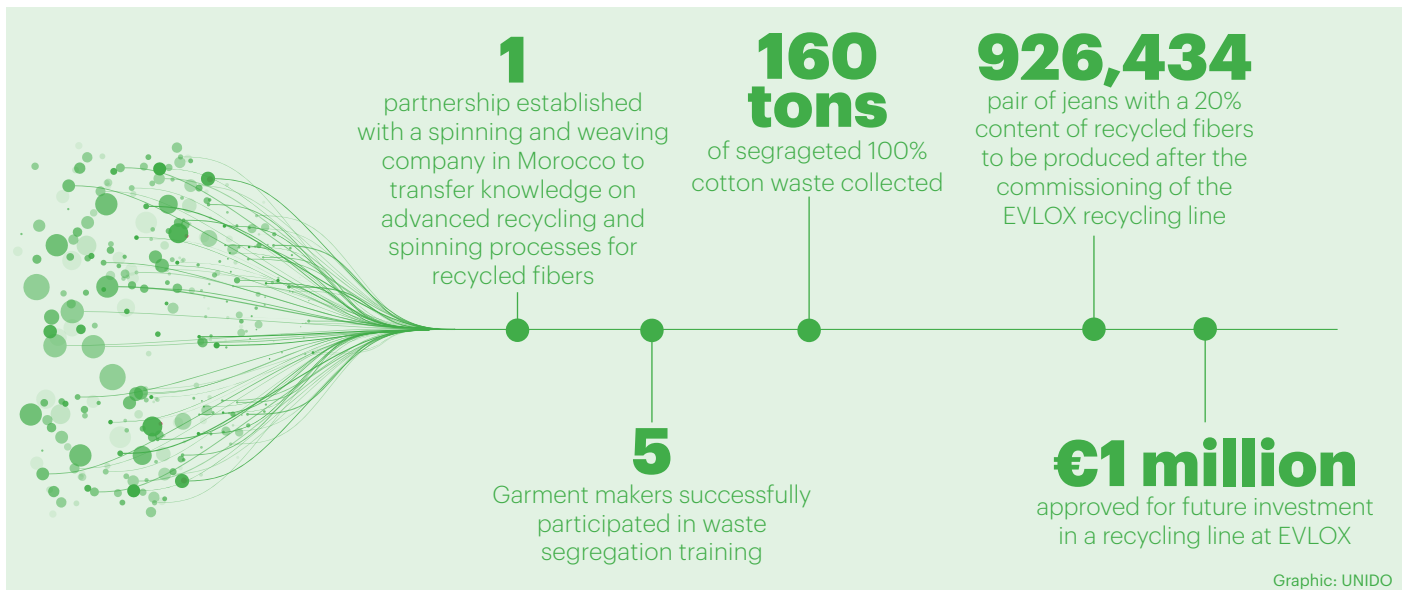 1
partnership established
with a spinning and weaving
company in Morocco to
transfer knowledge on
advanced recycling and
spinning processes for
recycled fibers
5
Garment makers successfully
participated in waste
segregation training
160
tons
of segrageted 100%
cotton waste collected
926,434
pair of jeans with a 20%
content of recycled fibers
to be produced after the
commissioning of the
EVLOX recycling line
€1 million
approved for future investment
in a recycling line at EVLOX
Graphic: UNIDO